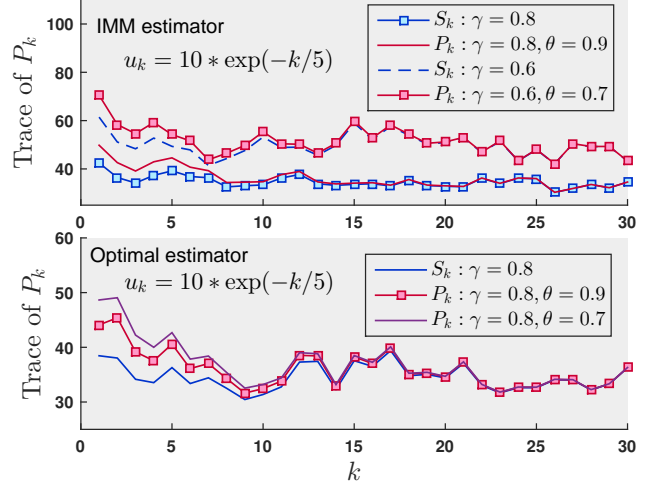 IMM estimator
u_k = 10 * exp(−k/5)
S_k : γ = 0.8
P_k : γ = 0.8, θ = 0.9
S_k : γ = 0.6
P_k : γ = 0.6, θ = 0.7
Trace of P_k
100
80
60
40
0 5 10 15 20 25 30
Optimal estimator
u_k = 10 * exp(−k/5)
S_k : γ = 0.8
P_k : γ = 0.8, θ = 0.9
P_k : γ = 0.8, θ = 0.7
Trace of P_k
60
50
40
30
0 5 10 15 20 25 30
k